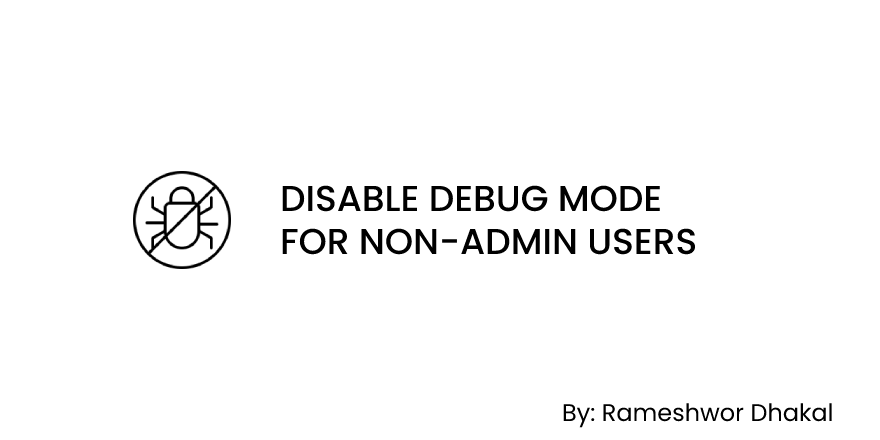 DISABLE DEBUG MODE
FOR NON-ADMIN USERS
By: Rameshwor Dhakal